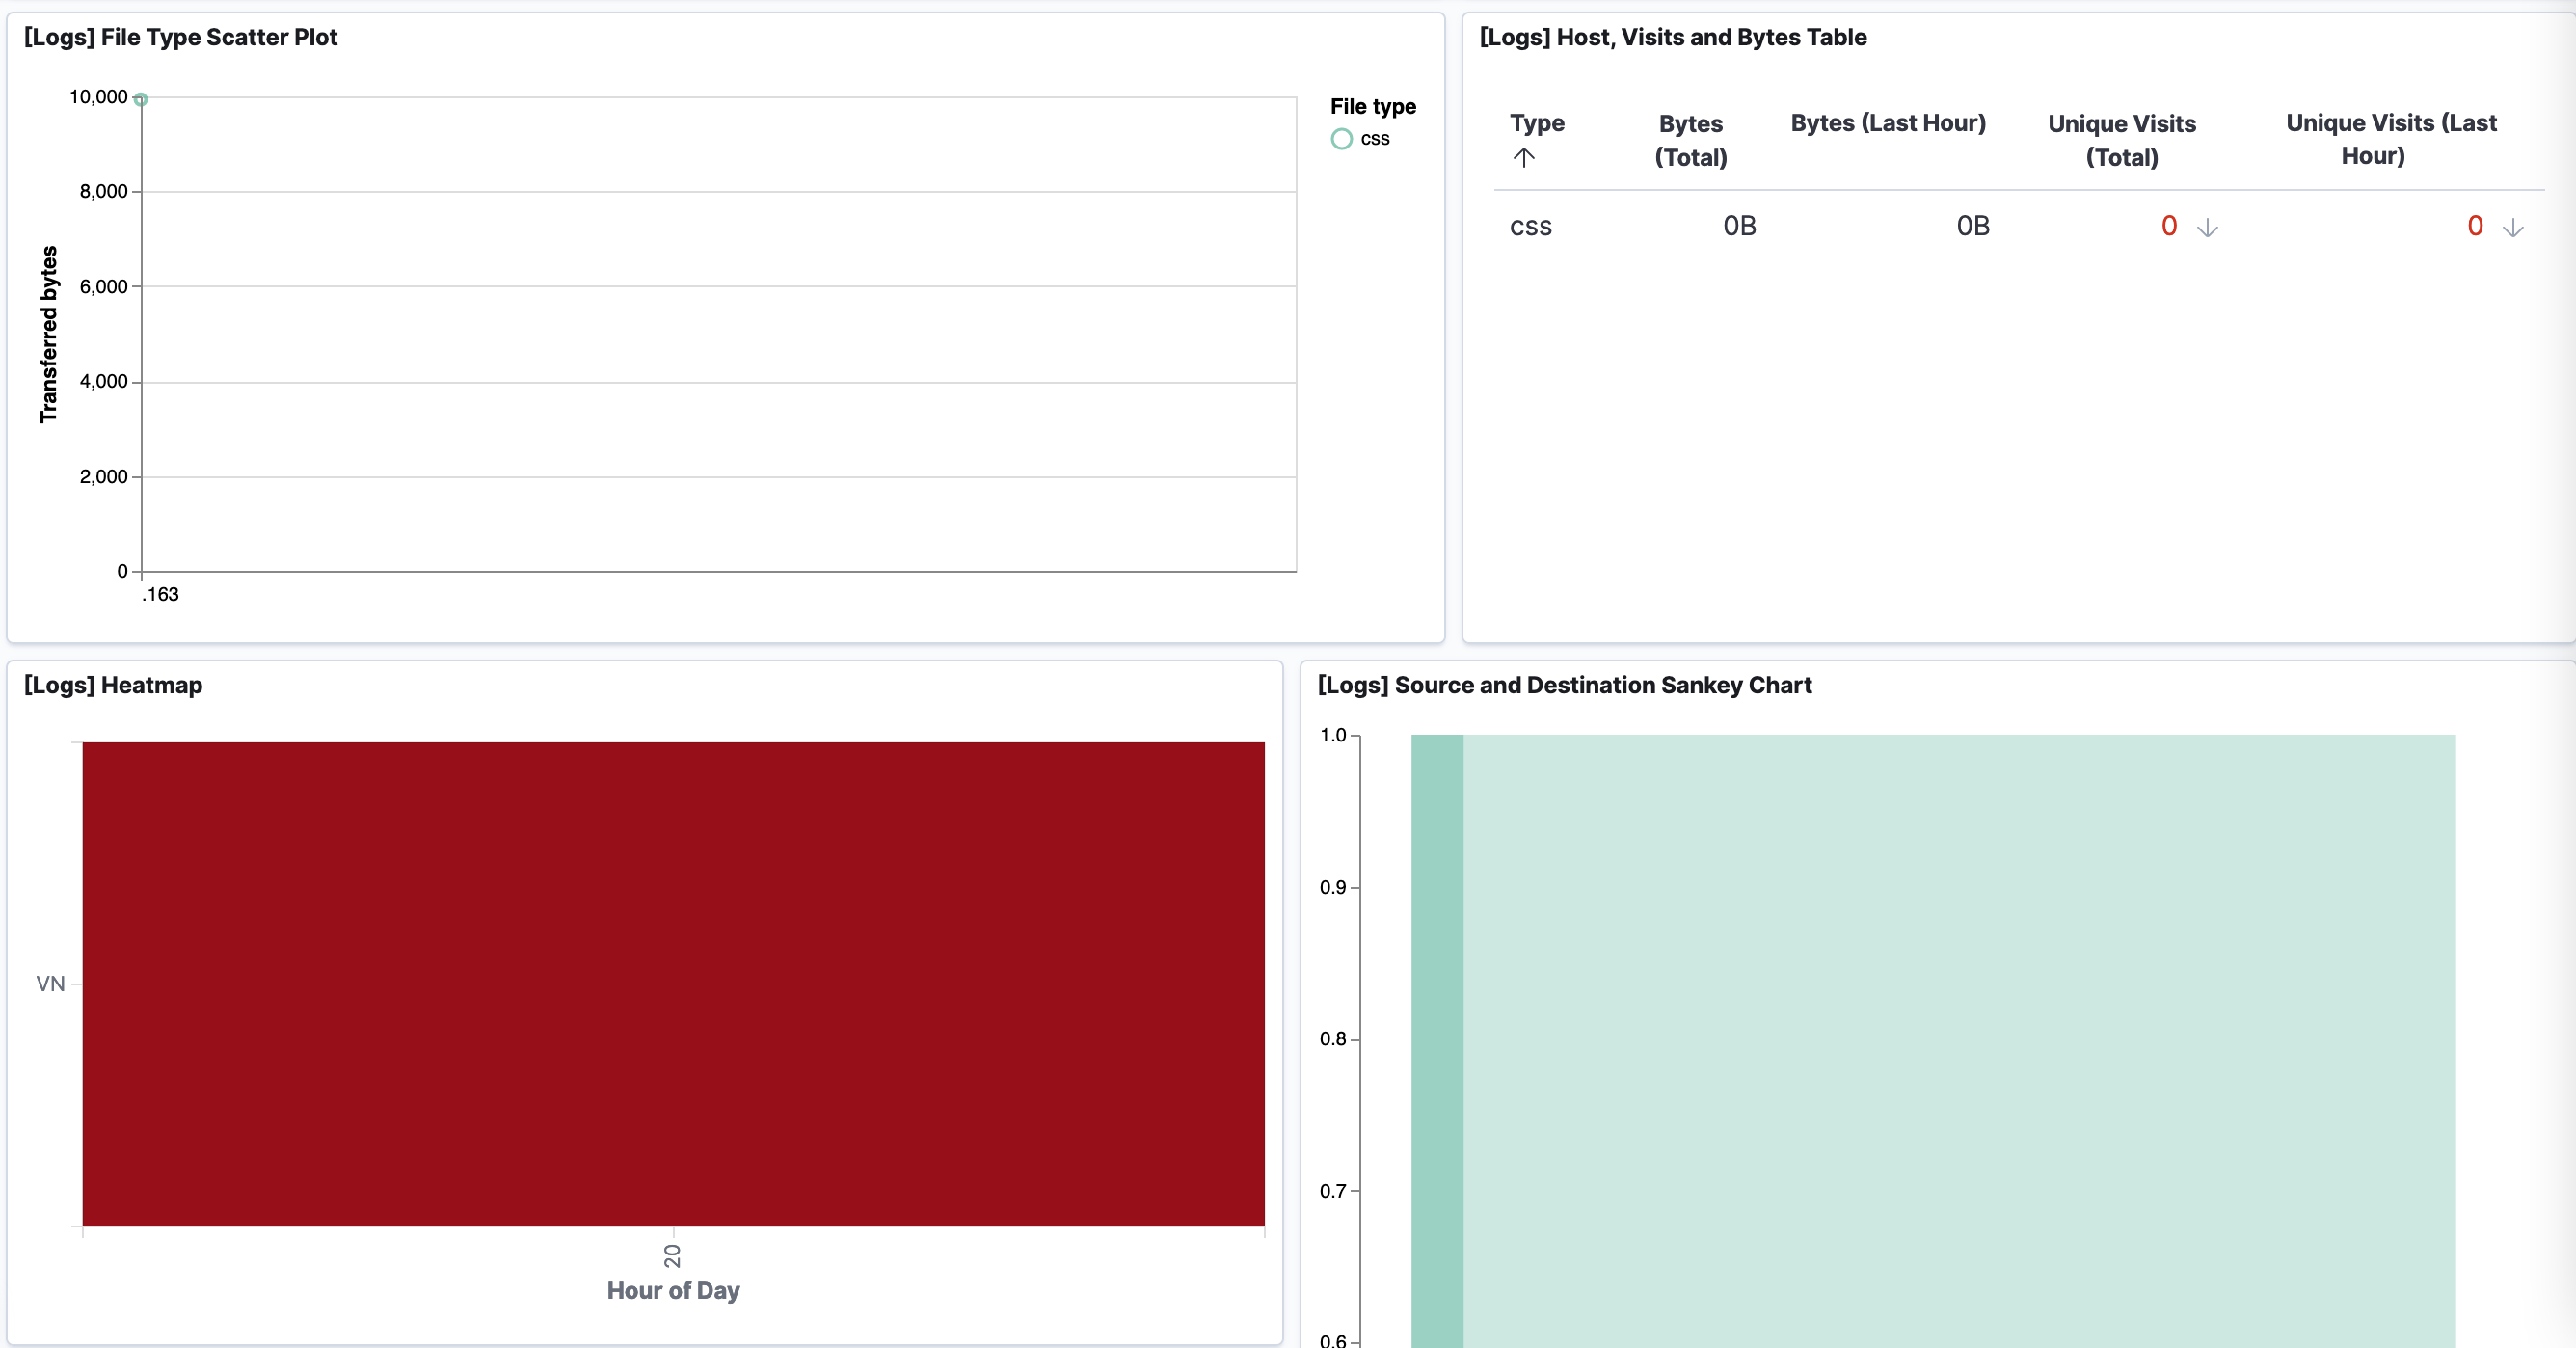 [Logs] File Type Scatter Plot
10,000
8,000
6,000
4,000
2,000
0
Transferred bytes
.163
File type
css
[Logs] Host, Visits and Bytes Table
Type
Bytes
(Total)
Bytes (Last Hour)
Unique Visits
(Total)
Unique Visits (Last
Hour)
css 0B 0B 0 0
[Logs] Heatmap
VN
20
Hour of Day
[Logs] Source and Destination Sankey Chart
1.0
0.9
0.8
0.7
0.6